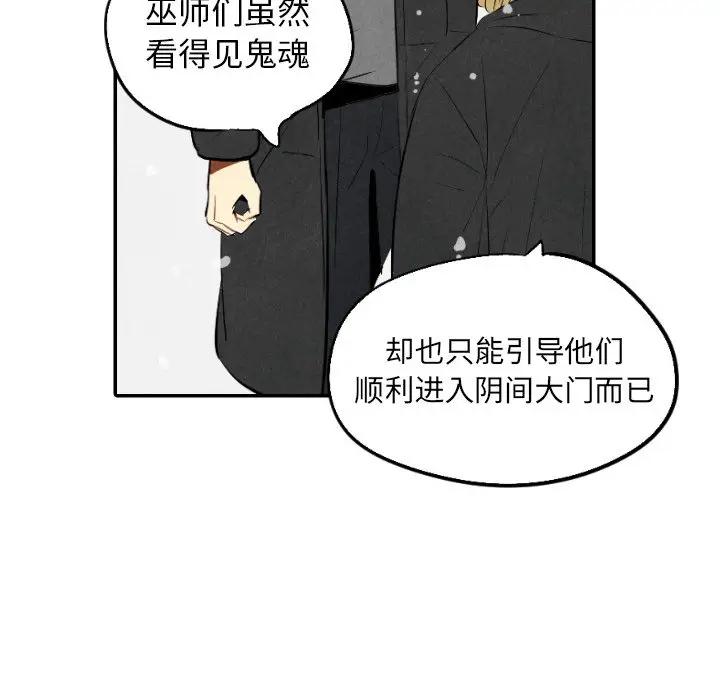 巫师们虽然
看得见鬼魂
却也只能引导他们
顺利进入阴间大门而已